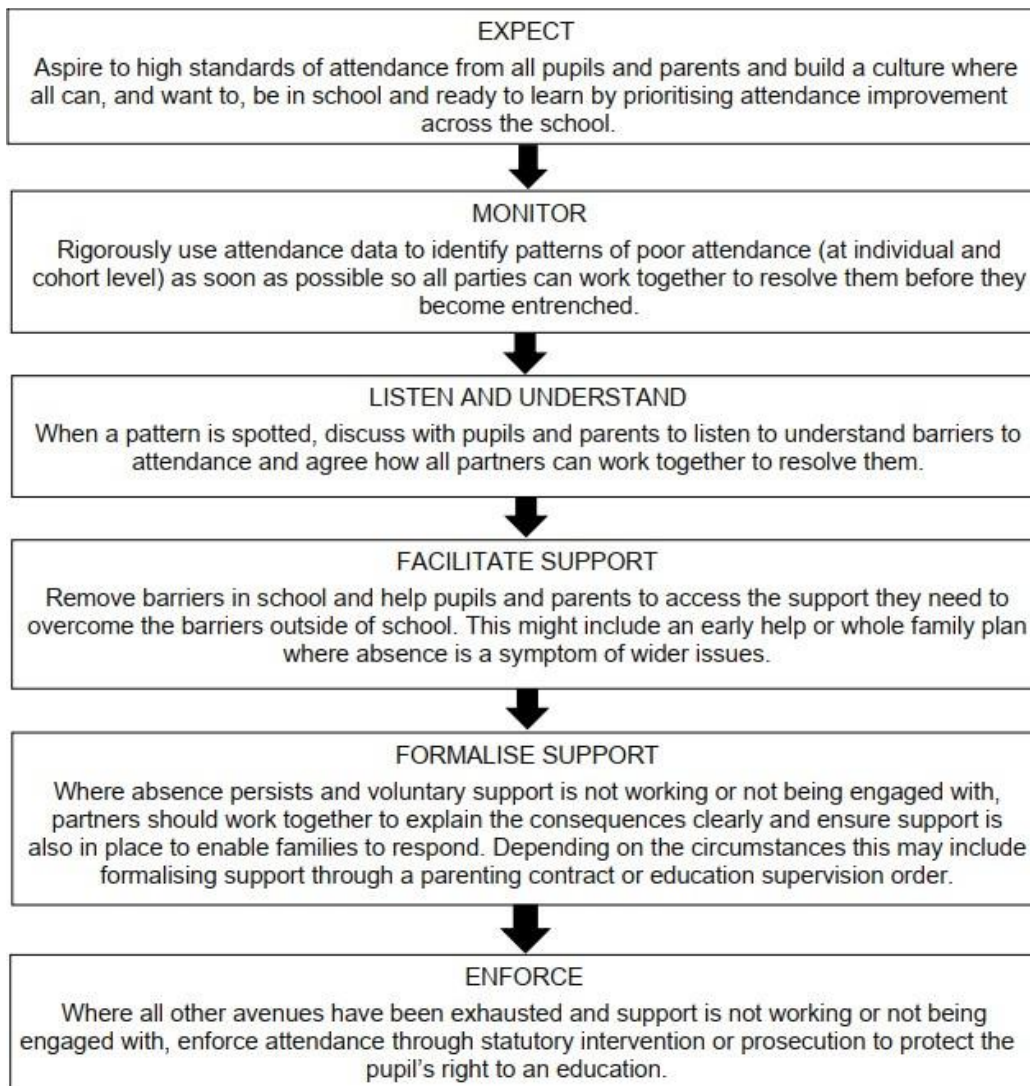 EXPECT
Aspire to high standards of attendance from all pupils and parents and build a culture where
all can, and want to, be in school and ready to learn by prioritising attendance improvement
across the school.
MONITOR
Rigorously use attendance data to identify patterns of poor attendance (at individual and
cohort level) as soon as possible so all parties can work together to resolve them before they
become entrenched.
LISTEN AND UNDERSTAND
When a pattern is spotted, discuss with pupils and parents to listen to understand barriers to
attendance and agree how all partners can work together to resolve them.
FACILITATE SUPPORT
Remove barriers in school and help pupils and parents to access the support they need to
overcome the barriers outside of school. This might include an early help or whole family plan
where absence is a symptom of wider issues.
FORMALISE SUPPORT
Where absence persists and voluntary support is not working or not being engaged with,
partners should work together to explain the consequences clearly and ensure support is
also in place to enable families to respond. Depending on the circumstances this may include
formalising support through a parenting contract or education supervision order.
ENFORCE
Where all other avenues have been exhausted and support is not working or not being
engaged with, enforce attendance through statutory intervention or prosecution to protect the
pupil's right to an education.